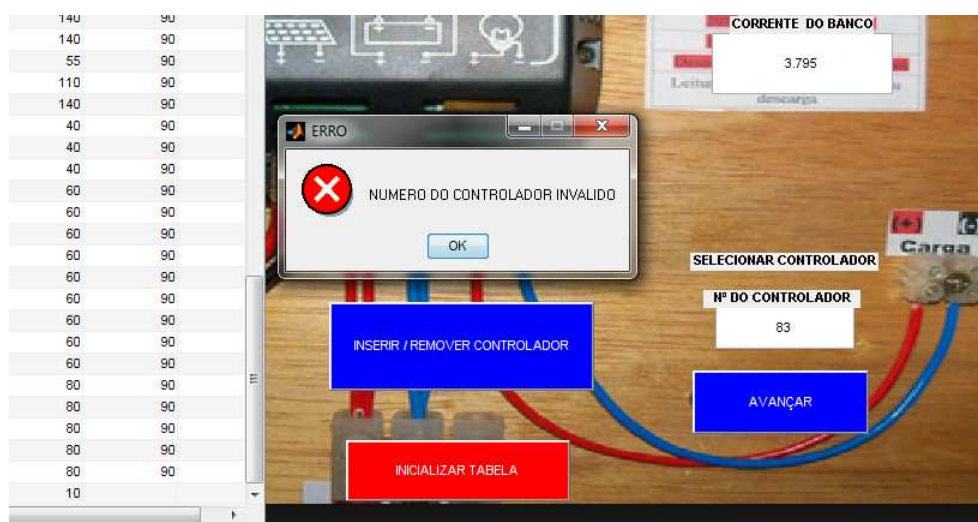 140 90
140 90
55 90
110 90
140 90
40 90
40 90
40 90
60 90
60 90
60 90
60 90
60 90
60 90
60 90
60 90
60 90
80 90
80 90
80 90
80 90
80 90
10
CORRENTE DO BANCO
3.795
descarga
ERRO
NUMERO DO CONTROLADOR INVALIDO
OK
(+)
Carga
SELECIONAR CONTROLADOR
Nº DO CONTROLADOR
83
INSERIR / REMOVER CONTROLADOR
AVANÇAR
INICIALIZAR TABELA